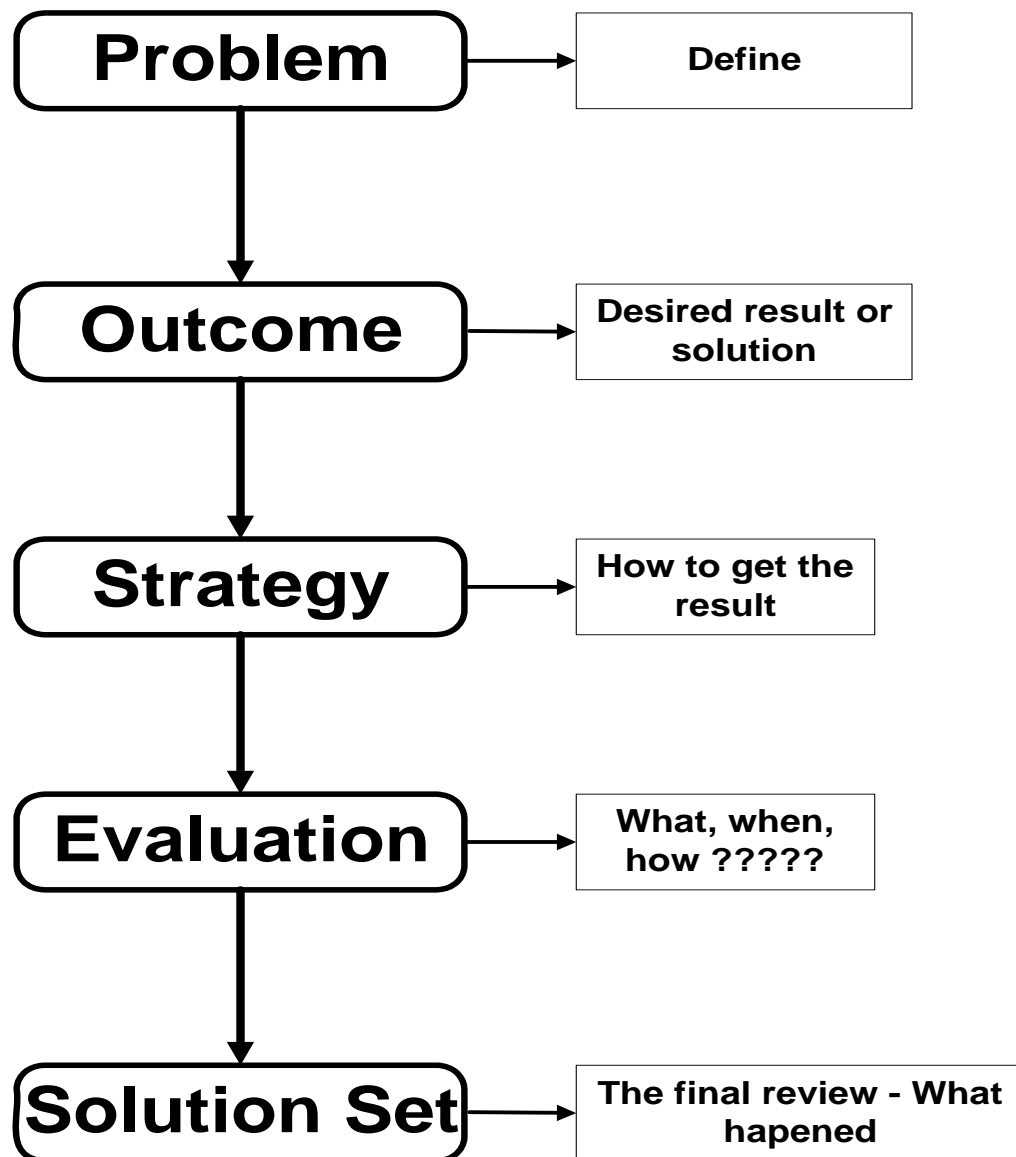 Problem
Define
Outcome
Desired result or
solution
Strategy
How to get the
result
Evaluation
What, when,
how ?????
Solution Set
The final review - What
hapened